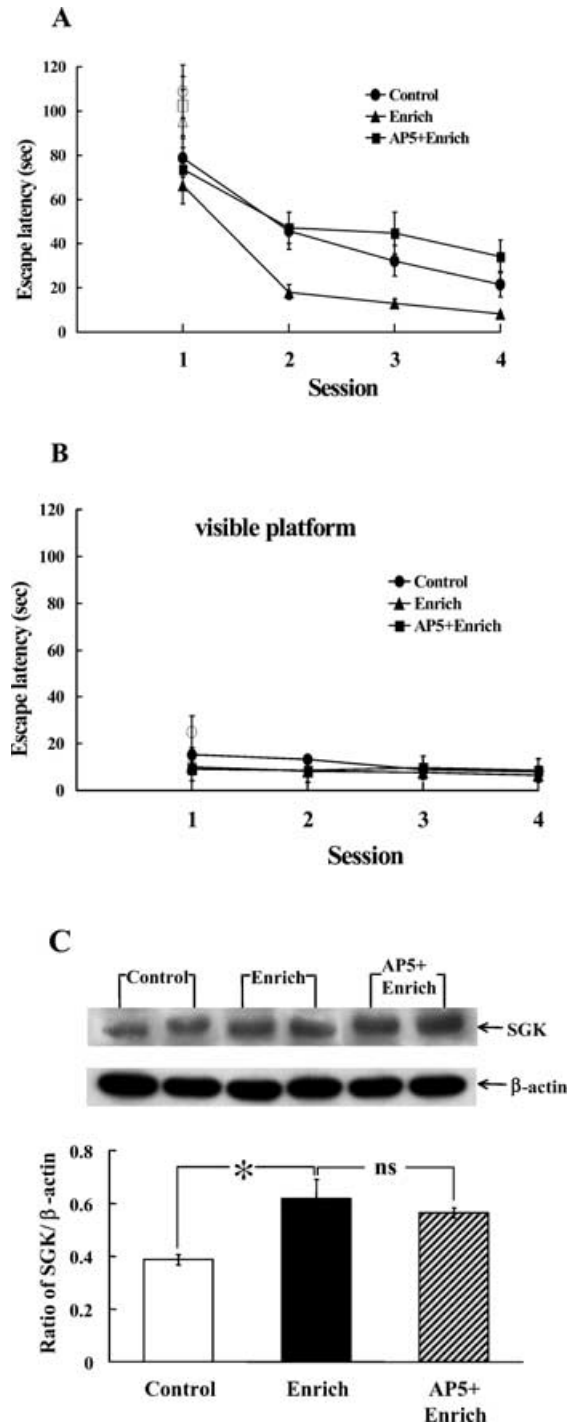 A
120
100
80
60
40
20
0
Escape latency (sec)
Control
Enrich
AP5+Enrich
1 2 3 4
Session
B
visible platform
120
100
80
60
40
20
0
Escape latency (sec)
Control
Enrich
AP5+Enrich
1 2 3 4
Session
C
Control Enrich AP5+
Enrich
SGK
β-actin
0.8
0.6
0.4
0.2
0
Ratio of SGK/ β-actin
* ns
Control Enrich AP5+
Enrich